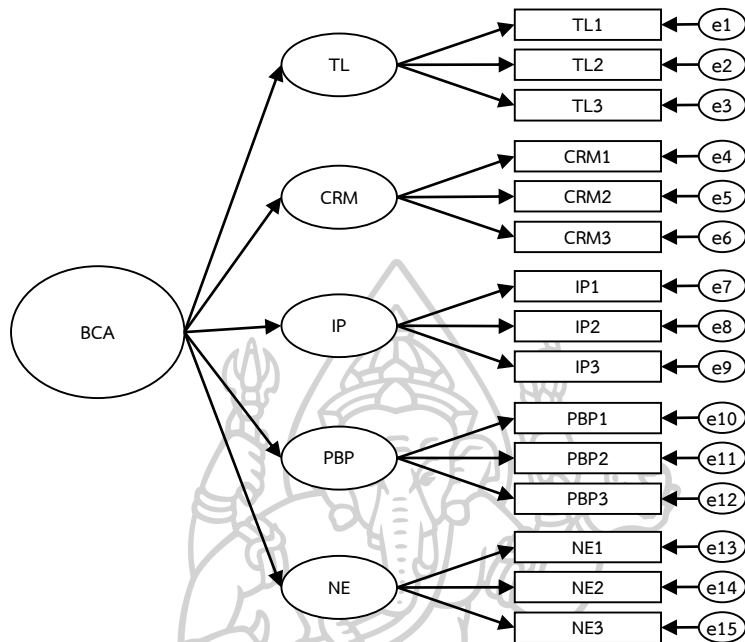 TL1
e1
TL
TL2
e2
TL3
e3
CRM1
e4
CRM
CRM2
e5
CRM3
e6
IP1
e7
BCA
IP
IP2
e8
IP3
e9
PBP1
e10
PBP
PBP2
e11
PBP3
e12
NE1
e13
NE
NE2
e14
NE3
e15